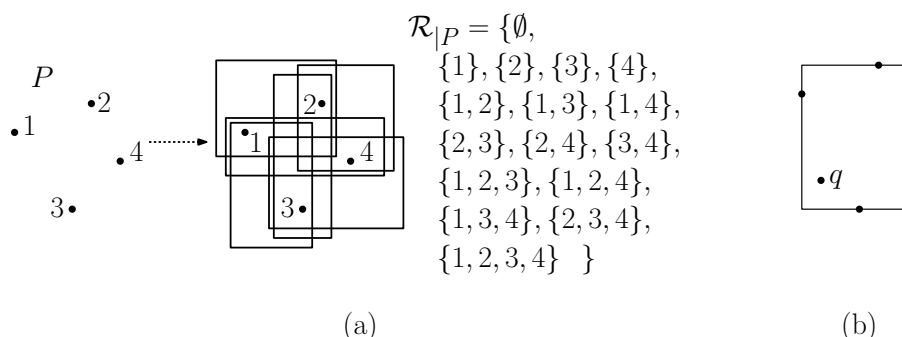 P
1
2
3
4
1
2
3
4
\mathcal{R}_{|P} = {∅,
{1}, {2}, {3}, {4},
{1, 2}, {1, 3}, {1, 4},
{2, 3}, {2, 4}, {3, 4},
{1, 2, 3}, {1, 2, 4},
{1, 3, 4}, {2, 3, 4},
{1, 2, 3, 4} }
q
(a)
(b)